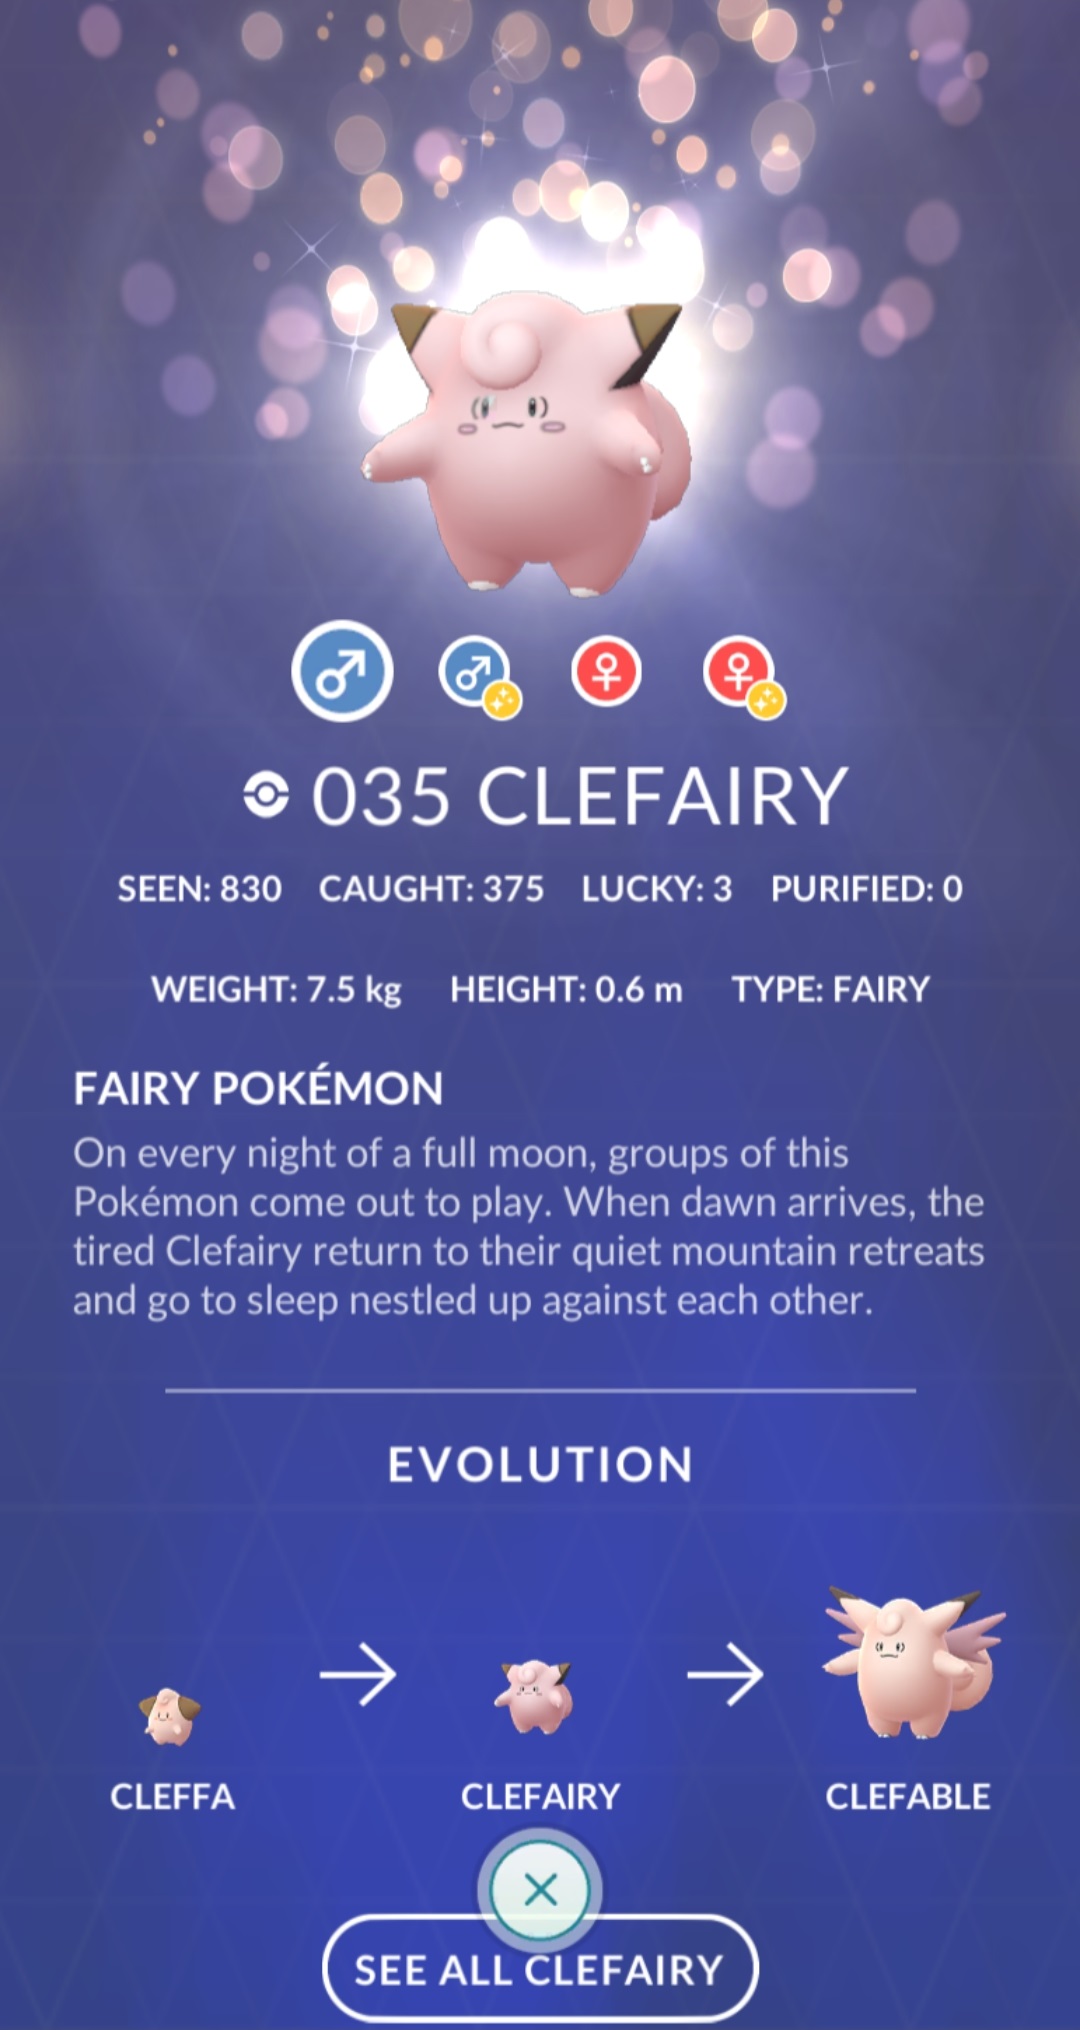 035 CLEFAIRY
SEEN: 830 CAUGHT: 375 LUCKY: 3 PURIFIED: 0
WEIGHT: 7.5 kg HEIGHT: 0.6 m TYPE: FAIRY
FAIRY POKÉMON
On every night of a full moon, groups of this
Pokémon come out to play. When dawn arrives, the
tired Clefairy return to their quiet mountain retreats
and go to sleep nestled up against each other.
EVOLUTION
CLEFFA CLEFAIRY CLEFABLE
SEE ALL CLEFAIRY